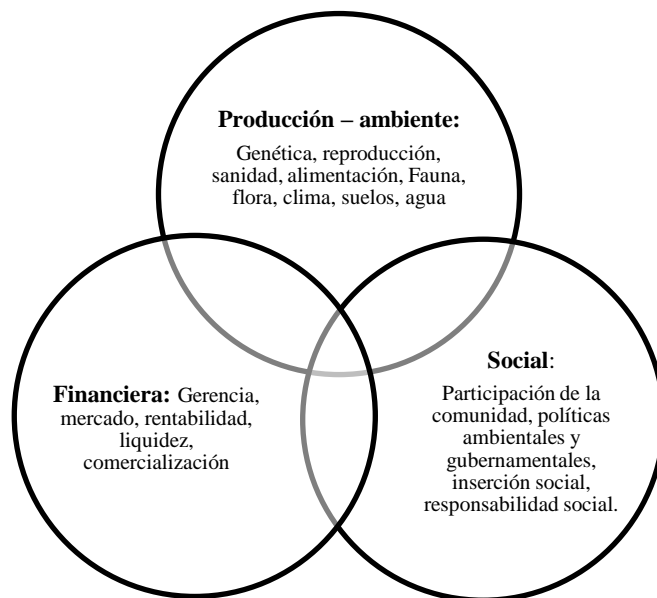 Producción – ambiente:
Genética, reproducción,
sanidad, alimentación, Fauna,
flora, clima, suelos, agua
Financiera: Gerencia,
mercado, rentabilidad,
liquidez,
comercialización
Social:
Participación de la
comunidad, políticas
ambientales y
gubernamentales,
inserción social,
responsabilidad social.